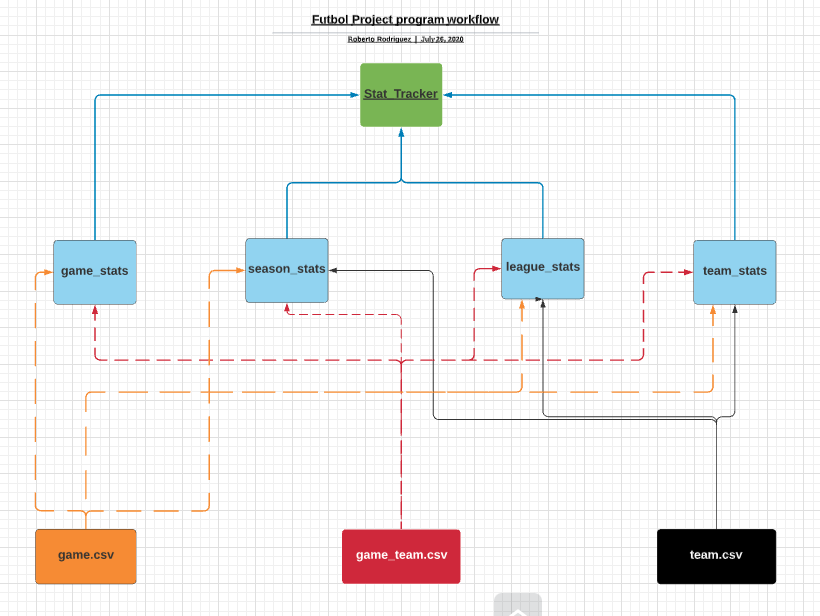 Futbol Project program workflow
Roberto Rodriguez | July 26, 2020
Stat_Tracker
game_stats
season_stats
league_stats
team_stats
game.csv
game_team.csv
team.csv